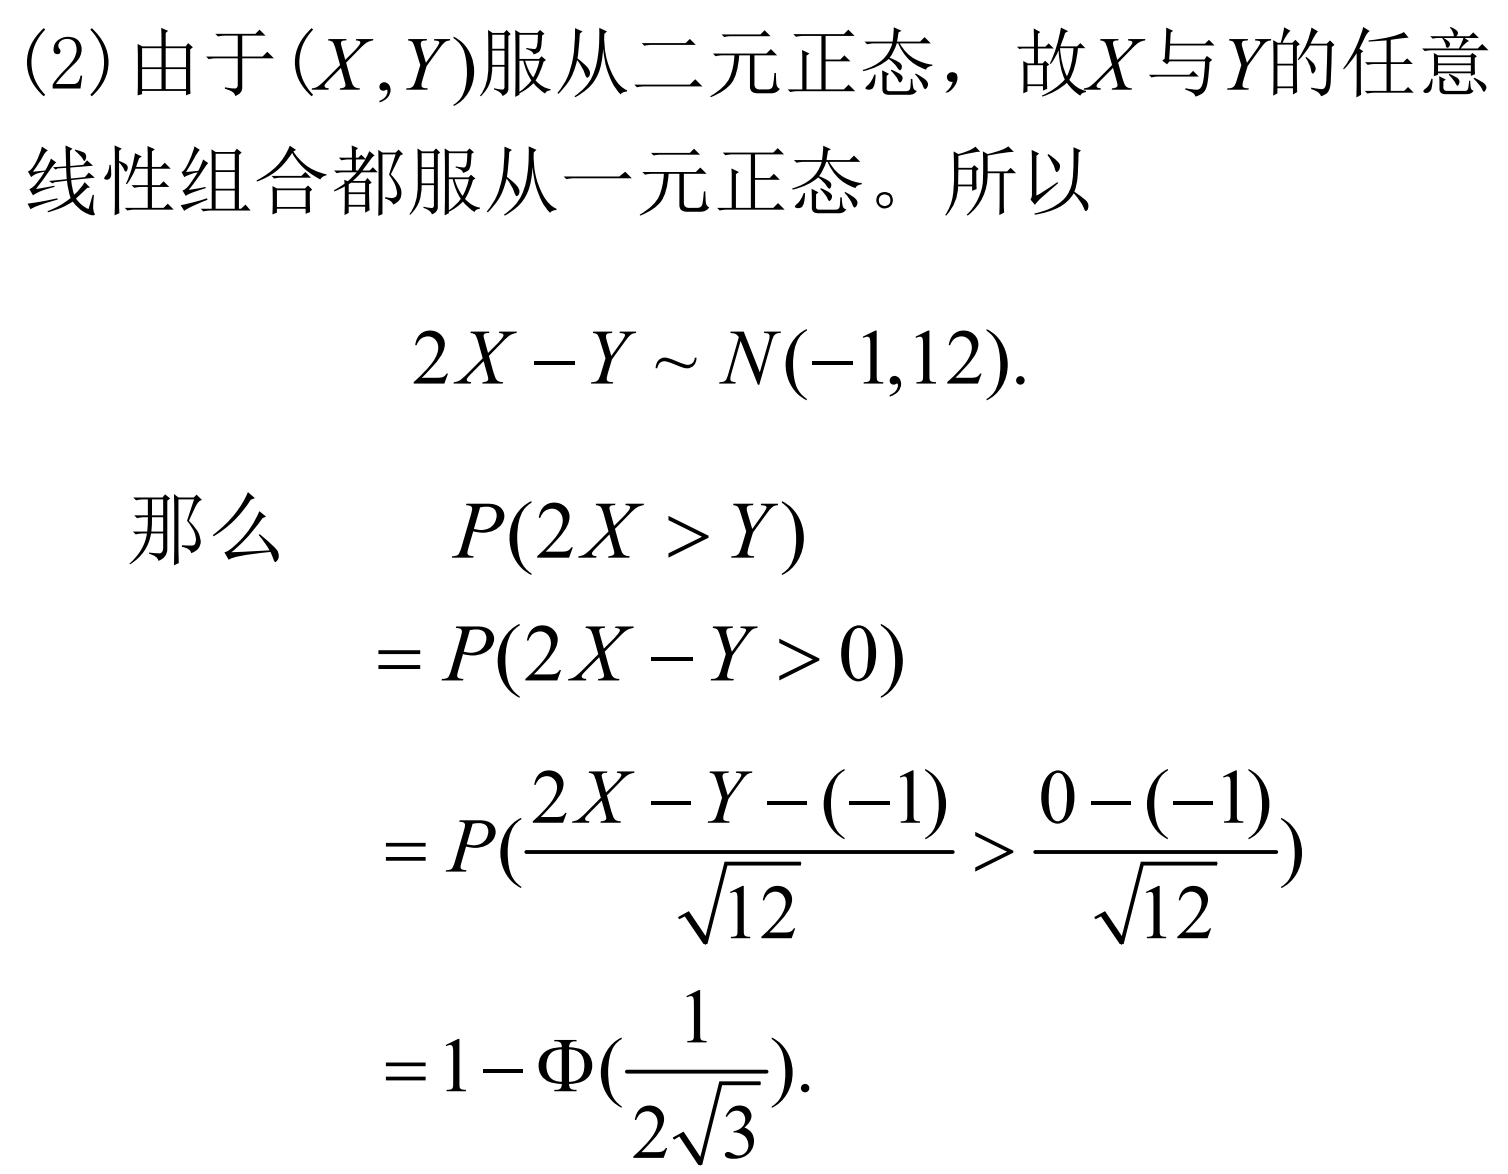 (2) 由于(X,Y)服从二元正态，故X与Y的任意
线性组合都服从一元正态。所以
2X − Y ~ N(−1,12).
那么 P(2X > Y)
= P(2X − Y > 0)
= P(\frac{2X − Y − (−1)}{\sqrt{12}} > \frac{0 − (−1)}{\sqrt{12}})
= 1 − Φ(\frac{1}{2\sqrt{3}}).